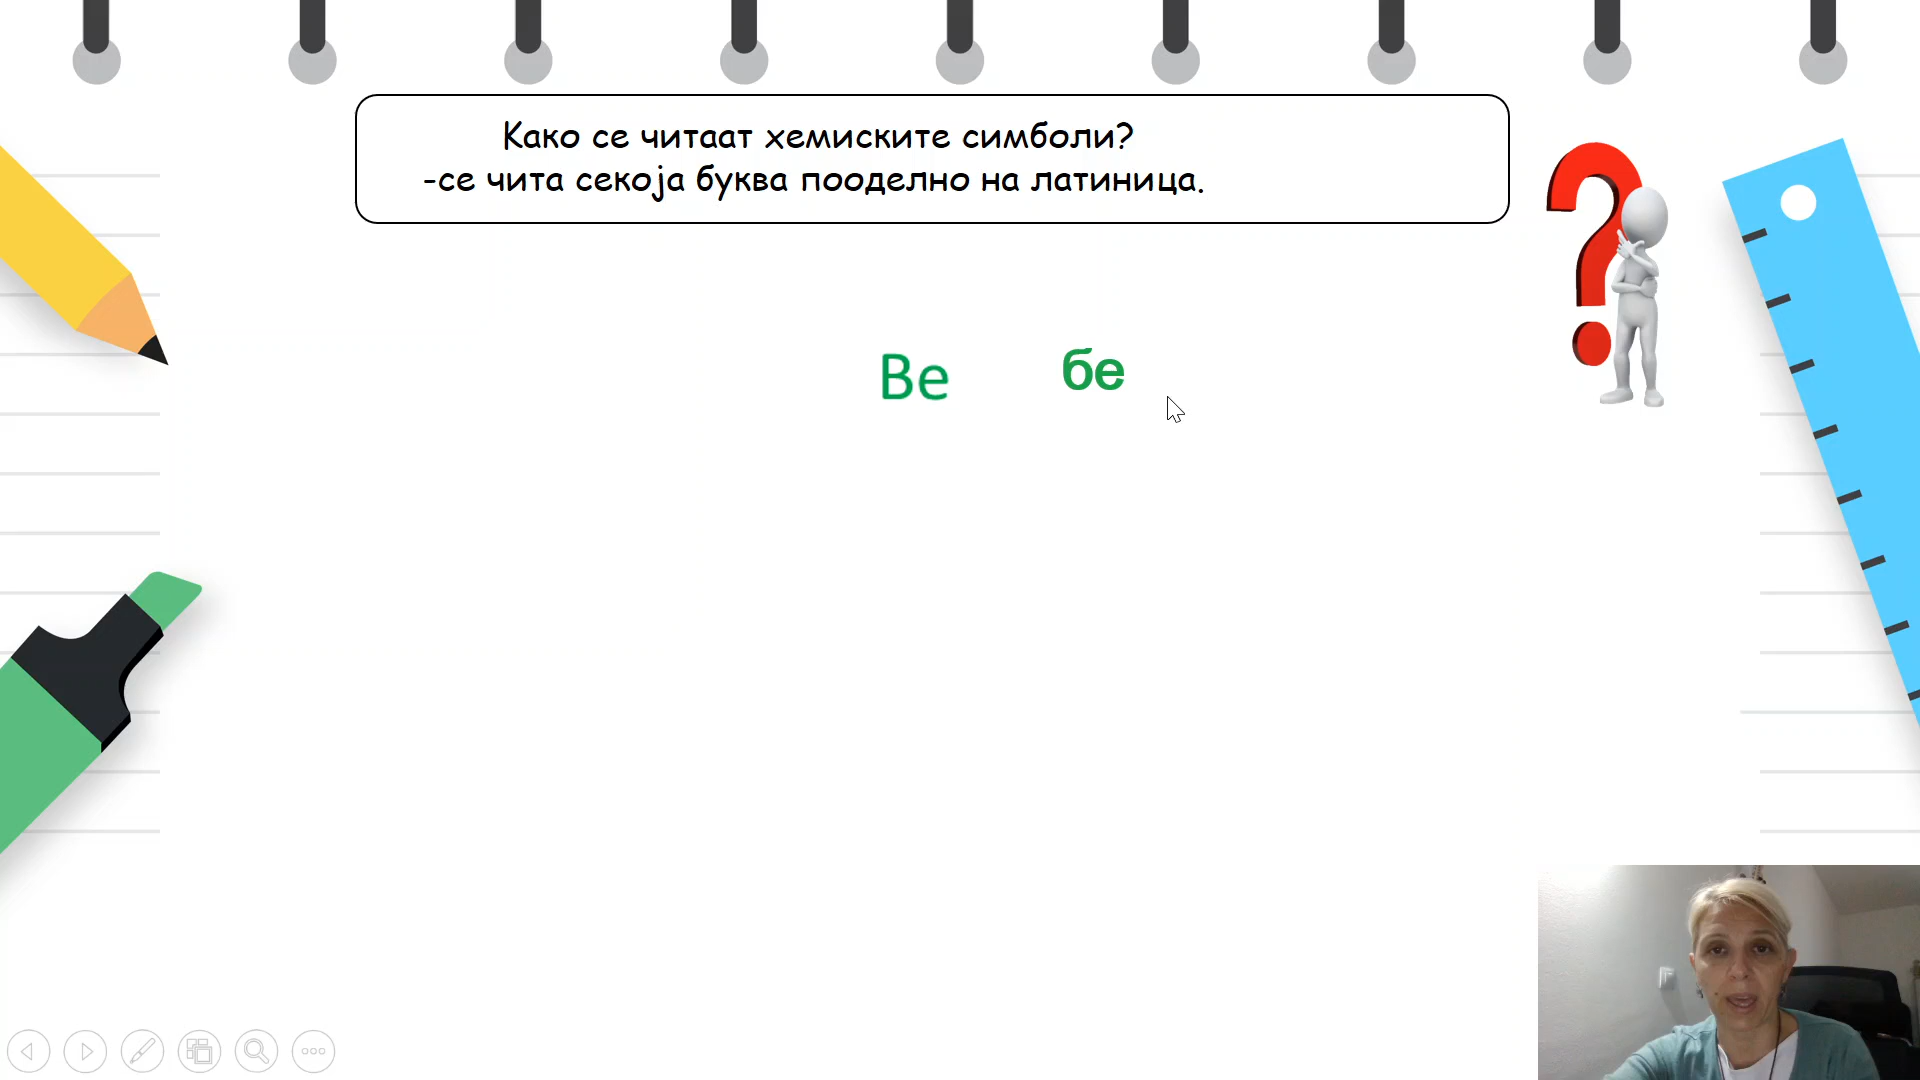 Како се читаат хемиските симболи?
-се чита секоја буква поодделно на латиница.
Be бе